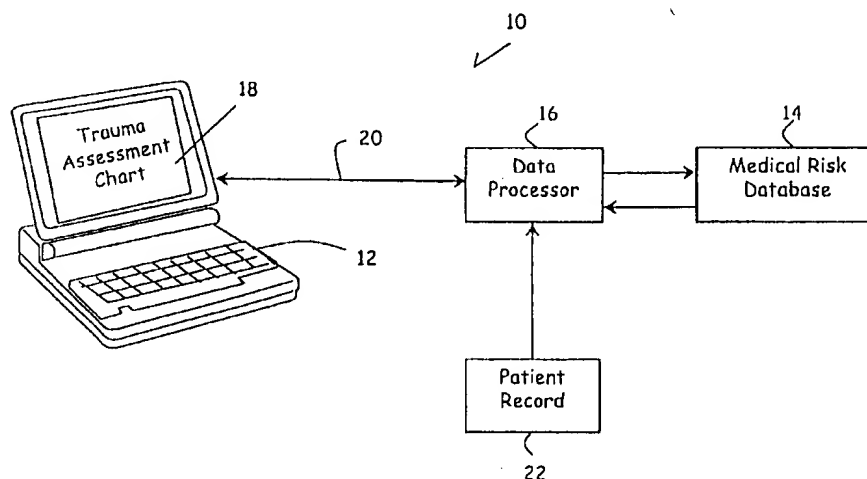 10
18
Trauma
Assessment
Chart
20
16
Data
Processor
14
Medical Risk
Database
12
Patient
Record
22